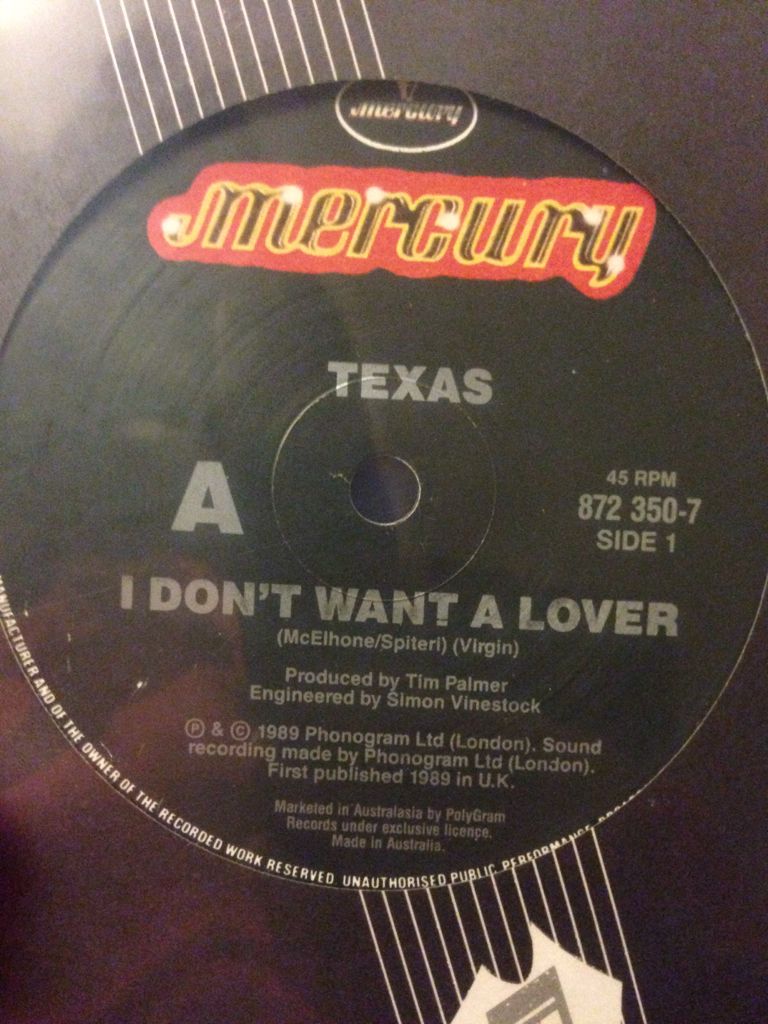 mercury
mercury
TEXAS
A
45 RPM
872 350-7
SIDE 1
I DON'T WANT A LOVER
(McElhone/Spiteri) (Virgin)
Produced by Tim Palmer
Engineered by Simon Vinestock
Ⓟ & © 1989 Phonogram Ltd (London). Sound
recording made by Phonogram Ltd (London).
First published 1989 in U.K.
Marketed in Australasia by PolyGram
Records under exclusive licence.
Made in Australia.
MANUFACTURER AND OF THE OWNER OF THE RECORDED WORK RESERVED. UNAUTHORISED PUBLIC PERFORMANCE